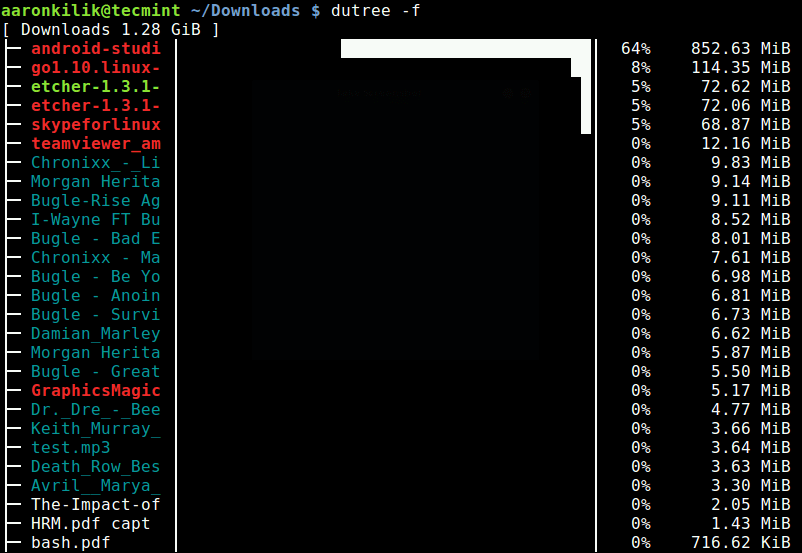 aaronkilik@tecmint ~/Downloads $ dutree -f
[ Downloads 1.28 GiB ]
android-studi 64% 852.63 MiB
go1.10.linux- 8% 114.35 MiB
etcher-1.3.1- 5% 72.62 MiB
etcher-1.3.1- 5% 72.06 MiB
skypeforlinux 5% 68.87 MiB
teamviewer_am 0% 12.16 MiB
Chronixx_-_Li 0% 9.83 MiB
Morgan Herita 0% 9.14 MiB
Bugle-Rise Ag 0% 9.11 MiB
I-Wayne FT Bu 0% 8.52 MiB
Bugle - Bad E 0% 8.01 MiB
Chronixx - Ma 0% 7.61 MiB
Bugle - Be Yo 0% 6.98 MiB
Bugle - Anoin 0% 6.81 MiB
Bugle - Survi 0% 6.73 MiB
Damian_Marley 0% 6.62 MiB
Morgan Herita 0% 5.87 MiB
Bugle - Great 0% 5.50 MiB
GraphicsMagic 0% 5.17 MiB
Dr._Dre_-_Bee 0% 4.77 MiB
Keith_Murray_ 0% 3.66 MiB
test.mp3 0% 3.64 MiB
Death_Row_Bes 0% 3.63 MiB
Avril__Marya_ 0% 3.30 MiB
The-Impact-of 0% 2.05 MiB
HRM.pdf capt 0% 1.43 MiB
bash.pdf 0% 716.62 KiB